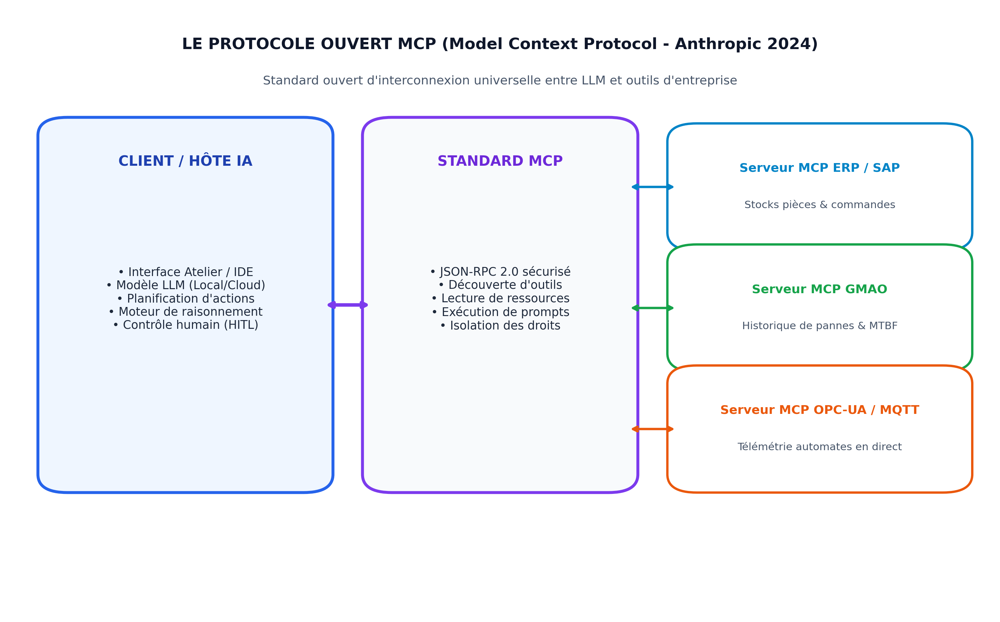 LE PROTOCOLE OUVERT MCP (Model Context Protocol - Anthropic 2024)
Standard ouvert d'interconnexion universelle entre LLM et outils d'entreprise
CLIENT / HÔTE IA
• Interface Atelier / IDE
• Modèle LLM (Local/Cloud)
• Planification d'actions
• Moteur de raisonnement
• Contrôle humain (HITL)
STANDARD MCP
• JSON-RPC 2.0 sécurisé
• Découverte d'outils
• Lecture de ressources
• Exécution de prompts
• Isolation des droits
Serveur MCP ERP / SAP
Stocks pièces & commandes
Serveur MCP GMAO
Historique de pannes & MTBF
Serveur MCP OPC-UA / MQTT
Télémétrie automates en direct